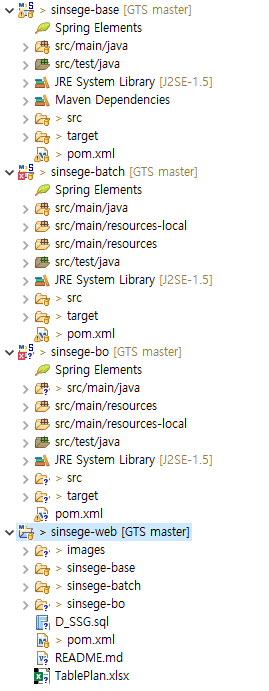 > sinsege-base [GTS master]
Spring Elements
> src/main/java
src/test/java
JRE System Library [J2SE-1.5]
Maven Dependencies
> src
> target
> pom.xml
> sinsege-batch [GTS master]
Spring Elements
> src/main/java
src/main/resources-local
src/main/resources
src/test/java
JRE System Library [J2SE-1.5]
> src
> target
> pom.xml
> sinsege-bo [GTS master]
Spring Elements
> src/main/java
src/main/resources
src/main/resources-local
src/test/java
JRE System Library [J2SE-1.5]
> src
> target
pom.xml
> sinsege-web [GTS master]
> images
> sinsege-base
> sinsege-batch
> sinsege-bo
D_SSG.sql
> pom.xml
README.md
TablePlan.xlsx